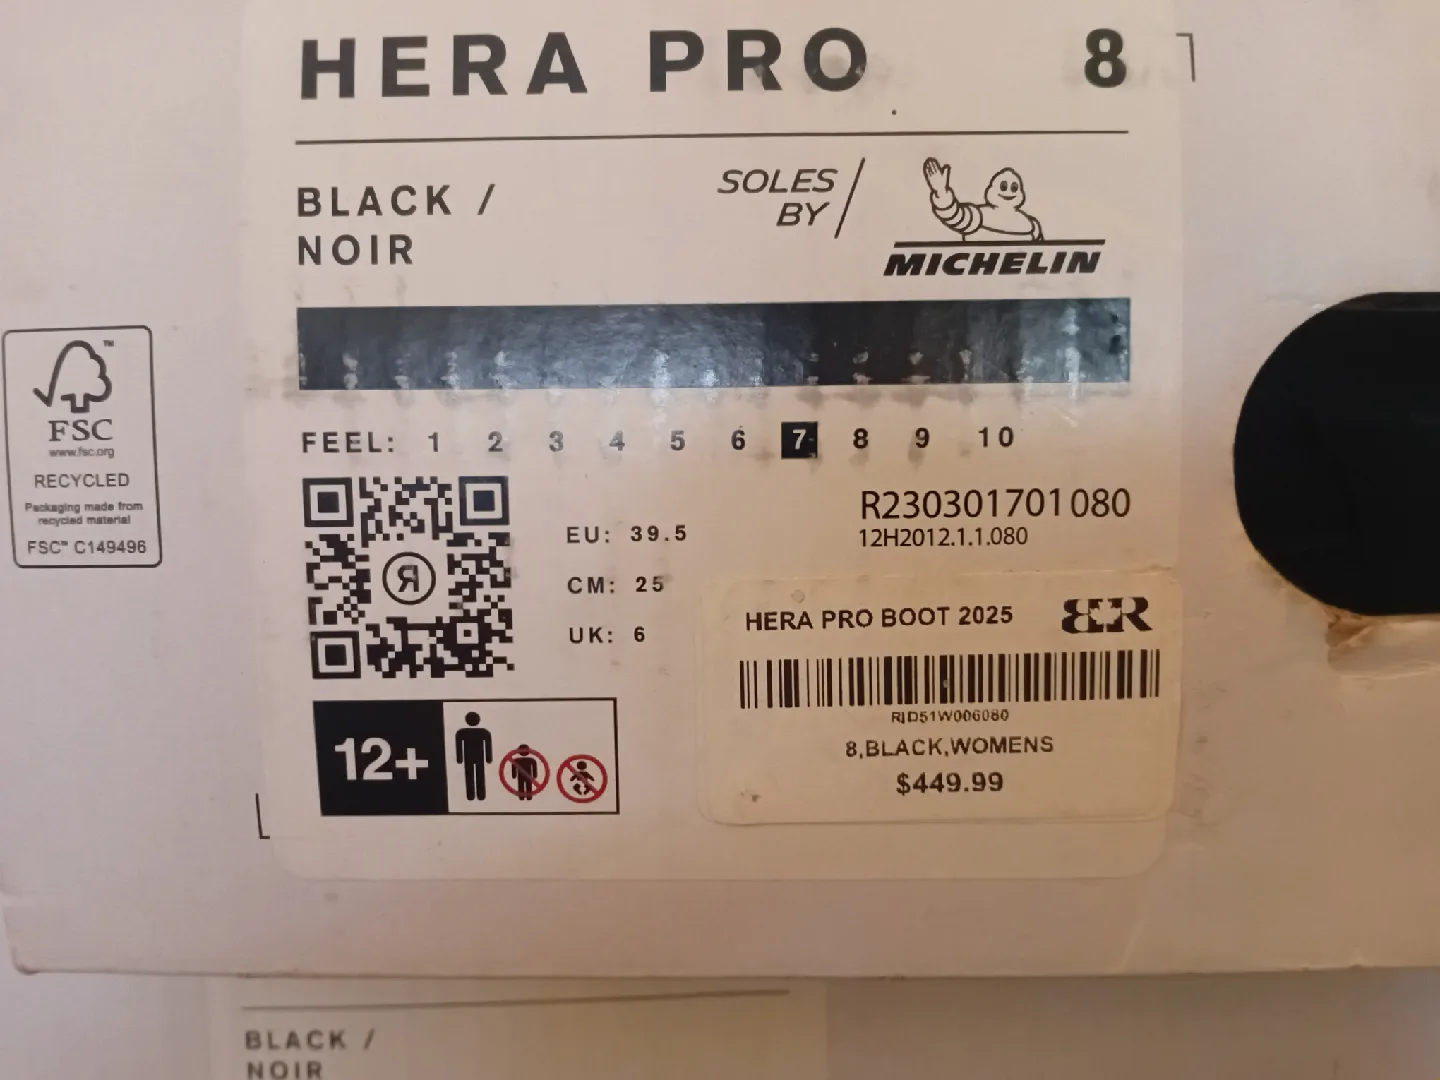 HERA PRO 8
BLACK /
NOIR
SOLES
BY
MICHELIN
FSC
www.fsc.org
RECYCLED
Packaging made from
recycled material
FSC™ C149496
FEEL: 1 2 3 4 5 6 7 8 9 10
R230301701080
12H2012.1.1.080
EU: 39.5
CM: 25
UK: 6
12+
HERA PRO BOOT 2025
RID51W006080
8,BLACK,WOMENS
$449.99
BLACK /
NOIR